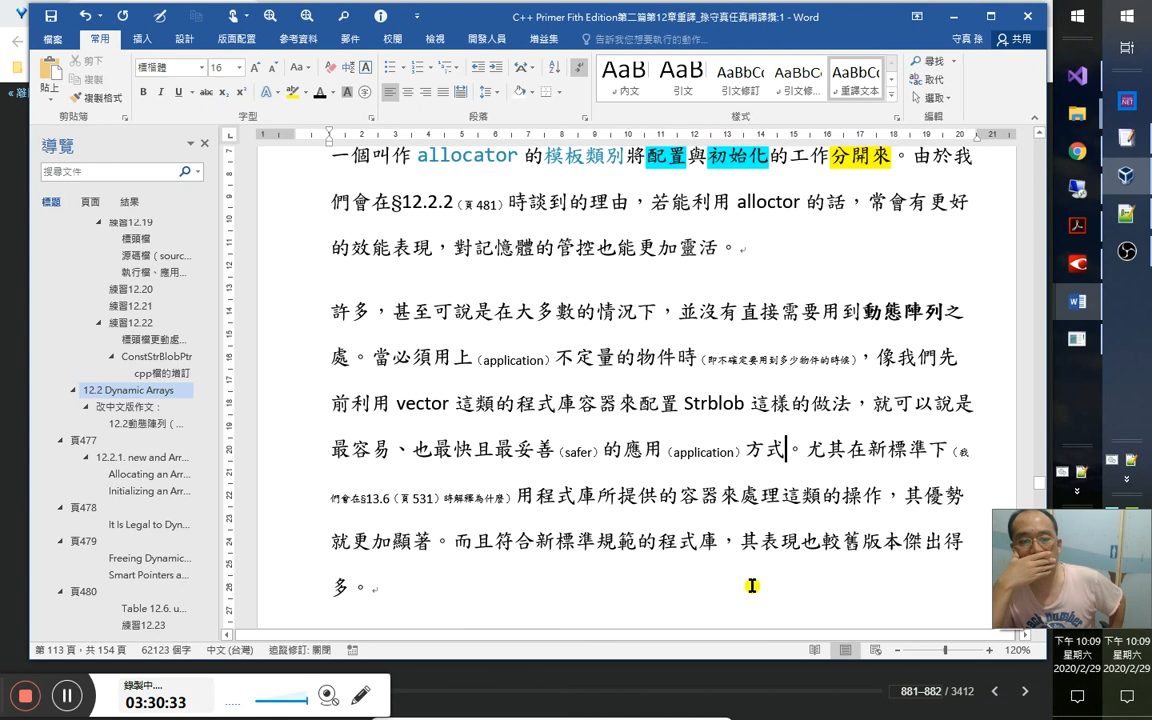 C++ Primer Fith Edition第二篇第12章重譯_孫守真任真甫譯撰:1 - Word
檔案 常用 插入 設計 版面配置 參考資料 郵件 校閱 檢視 開發人員 增益集 告訴我您想要執行的動作... 守真 孫 共用
貼上 剪下 複製 複製格式 剪貼簿
標楷體 16 字型
段落
AaB 內文 AaB 引文 AaBbC 引文修訂 AaBbC 引文修... AaBbCc 重譯文本 樣式
尋找 取代 選取 編輯
導覽
搜尋文件
標題 頁面 結果
練習12.19
標頭檔
源碼檔（sourc...
執行檔、應用...
練習12.20
練習12.21
練習12.22
標頭檔更動處...
ConstStrBlobPtr
cpp檔的增訂
12.2 Dynamic Arrays
改中文版作文：
12.2動態陣列（...
頁477
12.2.1. new and Arr...
Allocating an Arr...
Initializing an Arr...
頁478
It Is Legal to Dyn...
頁479
Freeing Dynamic...
Smart Pointers a...
頁480
Table 12.6. u...
練習12.23
一個叫作 allocator 的模板類別將配置與初始化的工作分開來。由於我
們會在§12.2.2（頁 481）時談到的理由，若能利用 alloctor 的話，常會有更好
的效能表現，對記憶體的管控也能更加靈活。
許多，甚至可說是在大多數的情況下，並沒有直接需要用到動態陣列之
處。當必須用上（application）不定量的物件時（即不確定要用到多少物件的時候），像我們先
前利用 vector 這類的程式庫容器來配置 Strblob 這樣的做法，就可以說是
最容易、也最快且最妥善（safer）的應用（application）方式。尤其在新標準下（我
們會在§13.6（頁 531）時解釋為什麼）用程式庫所提供的容器來處理這類的操作，其優勢
就更加顯著。而且符合新標準規範的程式庫，其表現也較舊版本傑出得
多。
第 113 頁，共 154 頁 62123 個字 中文 (台灣) 追蹤修訂: 關閉 120%
錄製中....
03:30:33
881–882 / 3412
下午 10:09 下午 10:09
星期六 星期六
2020/2/29 2020/2/29